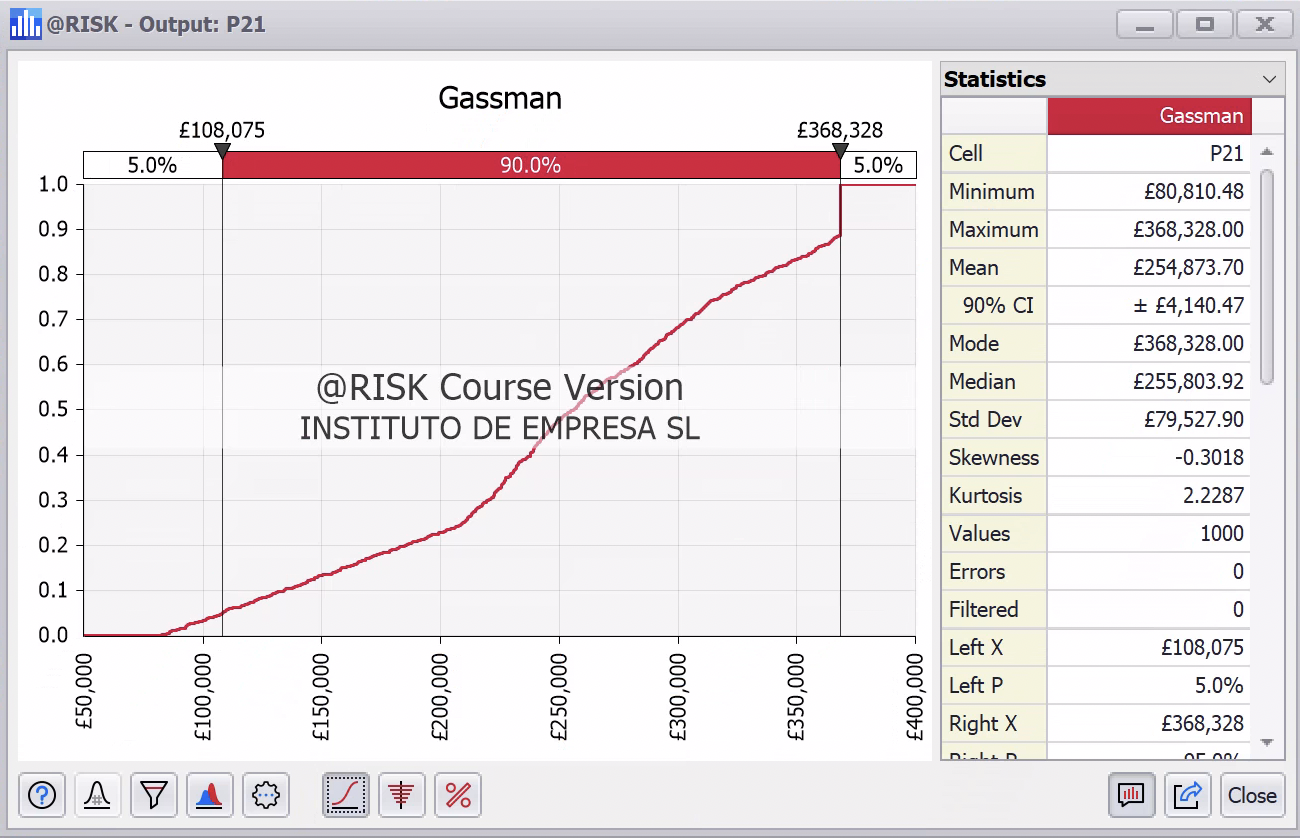 @RISK - Output: P21
Gassman
£108,075 £368,328
5.0% 90.0% 5.0%
1.0
0.9
0.8
0.7
0.6
0.5
0.4
0.3
0.2
0.1
0.0
@RISK Course Version
INSTITUTO DE EMPRESA SL
£50,000 £100,000 £150,000 £200,000 £250,000 £300,000 £350,000 £400,000
Statistics
Gassman
Cell P21
Minimum £80,810.48
Maximum £368,328.00
Mean £254,873.70
90% CI ± £4,140.47
Mode £368,328.00
Median £255,803.92
Std Dev £79,527.90
Skewness -0.3018
Kurtosis 2.2287
Values 1000
Errors 0
Filtered 0
Left X £108,075
Left P 5.0%
Right X £368,328
Right P 95.0%
Close